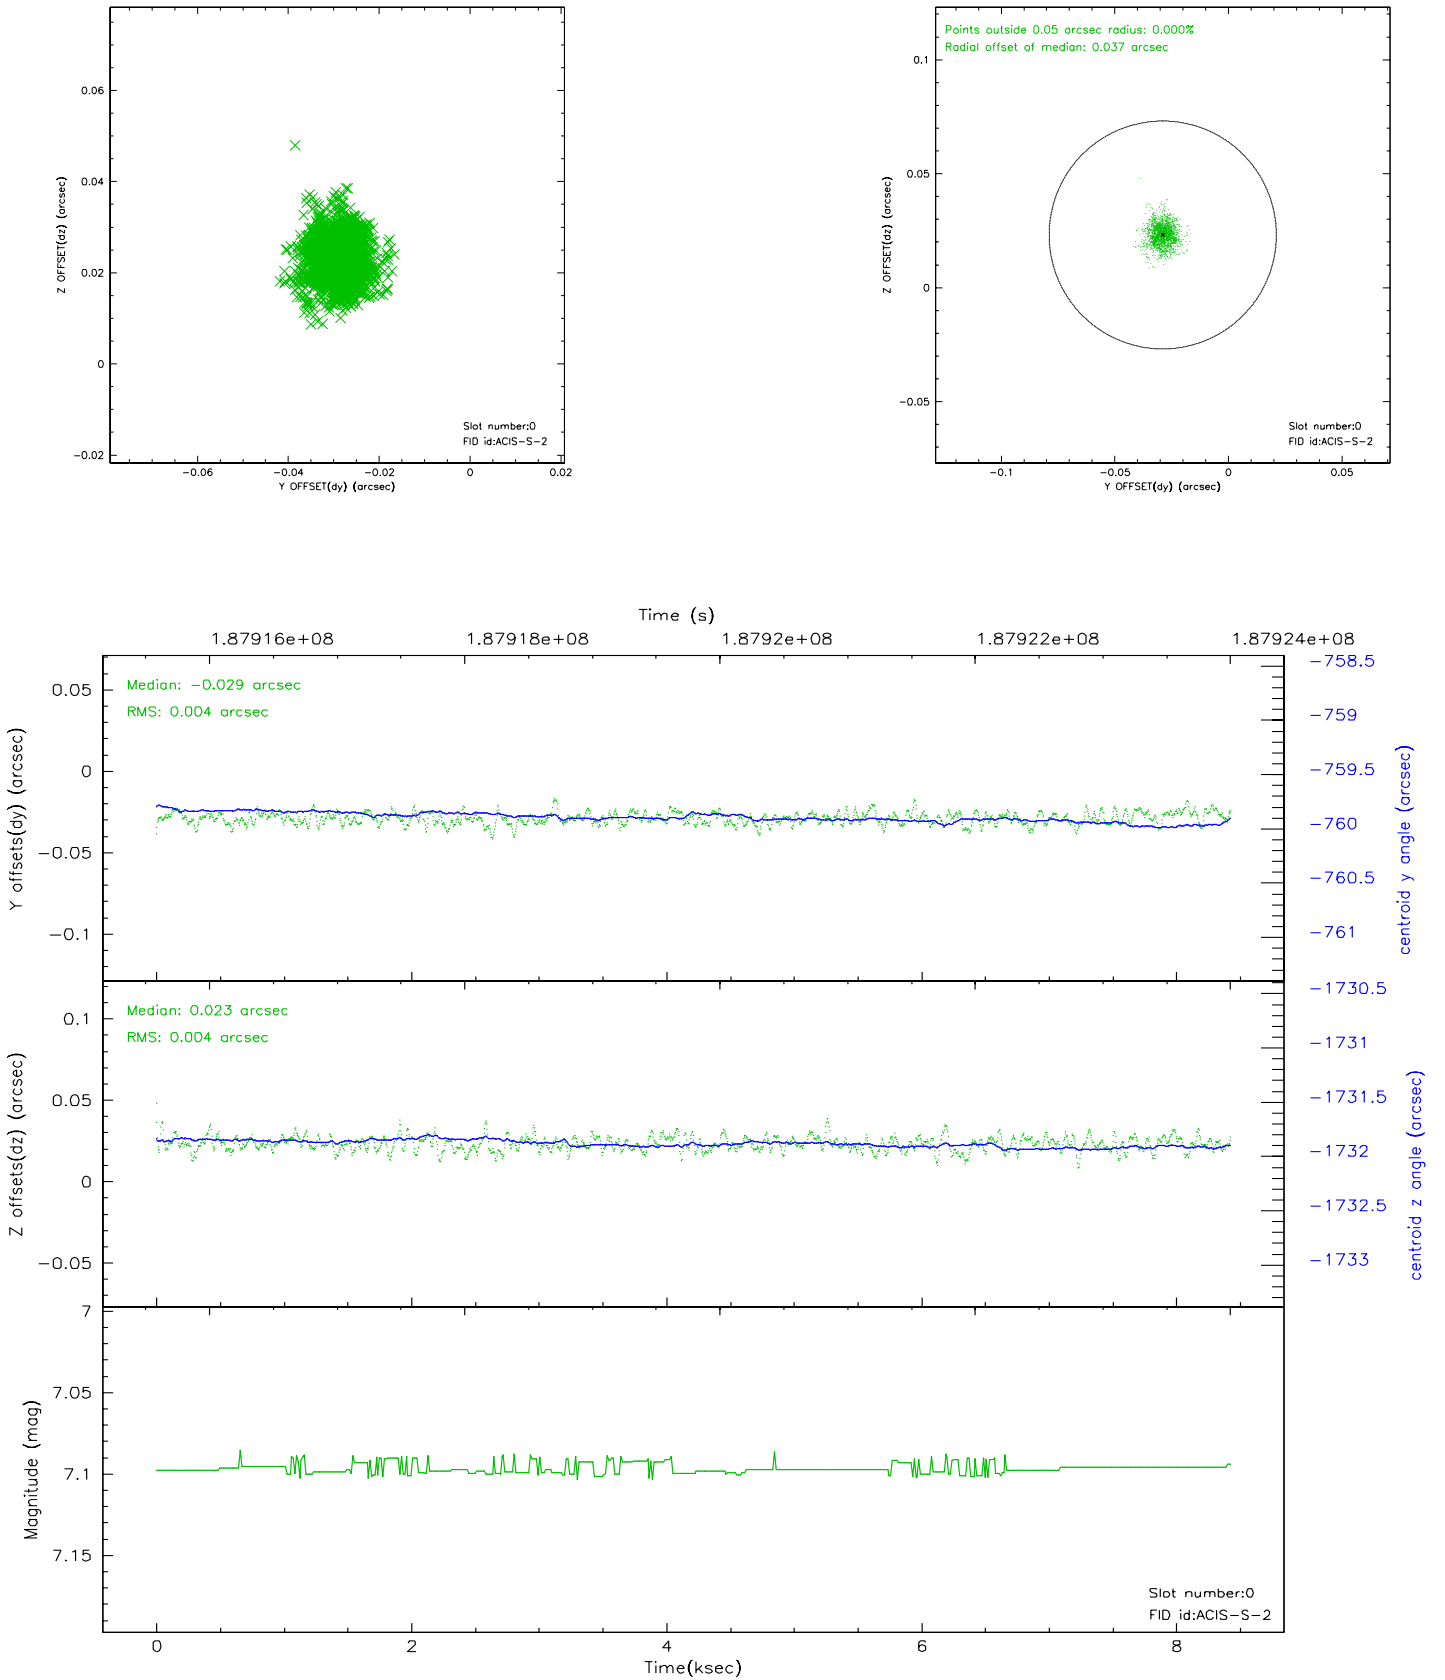 0.06
0.04
0.02
0
−0.02
Z OFFSET(dz) (arcsec)
Slot number:0
FID id:ACIS−S−2
−0.06
−0.04
−0.02
0
0.02
Y OFFSET(dy) (arcsec)
Points outside 0.05 arcsec radius: 0.000%
Radial offset of median: 0.037 arcsec
0.1
0.05
0
−0.05
Z OFFSET(dz) (arcsec)
Slot number:0
FID id:ACIS−S−2
−0.1
−0.05
0
0.05
Y OFFSET(dy) (arcsec)
Time (s)
1.87916e+08
1.87918e+08
1.8792e+08
1.87922e+08
1.87924e+08
Median: −0.029 arcsec
RMS: 0.004 arcsec
0.05
0
−0.05
−0.1
Y offsets(dy) (arcsec)
−758.5
−759
−759.5
−760
−760.5
−761
centroid y angle (arcsec)
Median: 0.023 arcsec
RMS: 0.004 arcsec
0.1
0.05
0
−0.05
Z offsets(dz) (arcsec)
−1730.5
−1731
−1731.5
−1732
−1732.5
−1733
centroid z angle (arcsec)
7
7.05
7.1
7.15
Magnitude (mag)
Slot number:0
FID id:ACIS−S−2
0
2
4
6
8
Time(ksec)